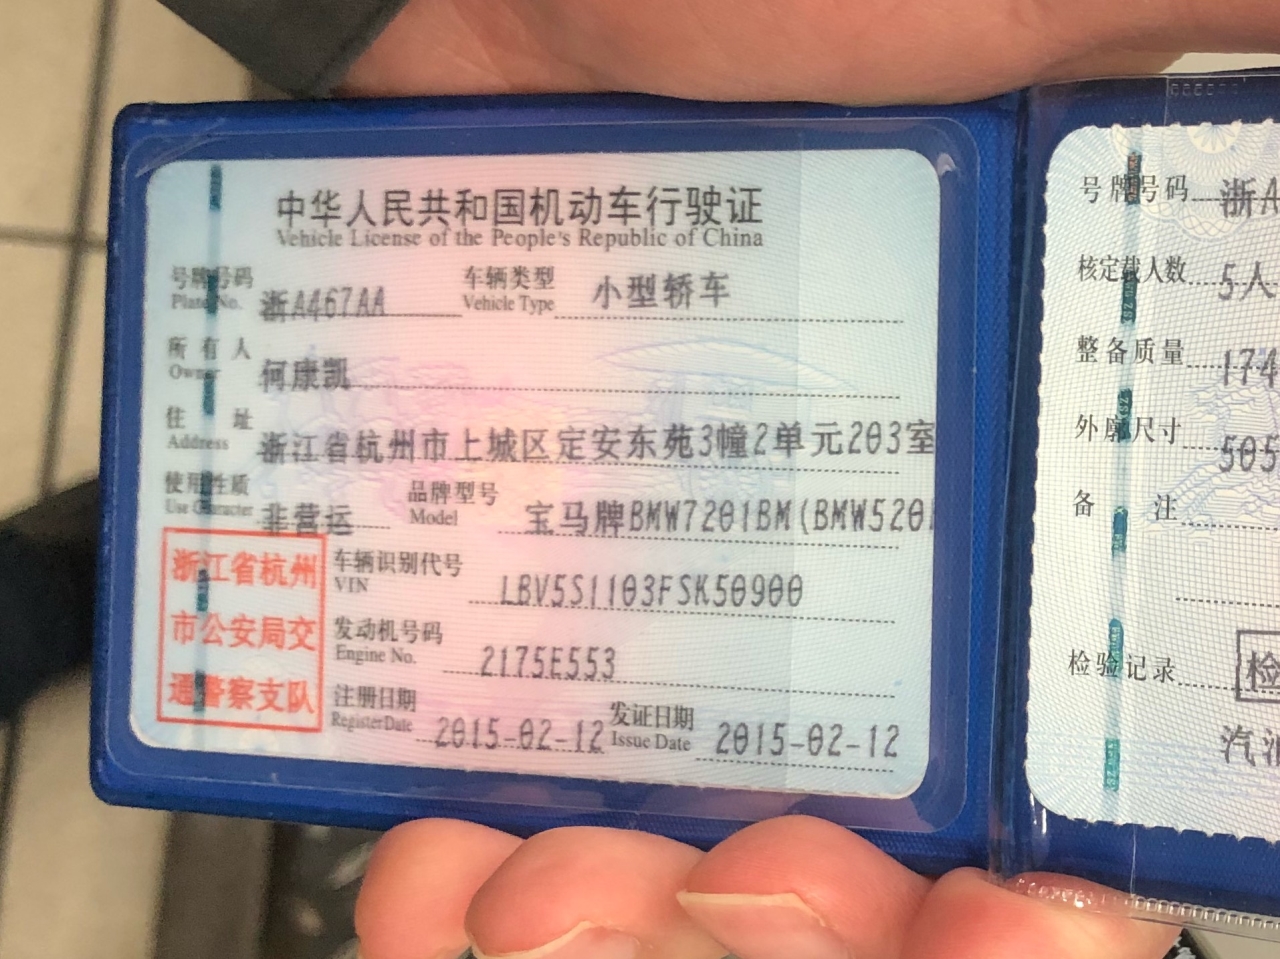 中华人民共和国机动车行驶证
Vehicle License of the People's Republic of China
号牌号码 浙A467AA 车辆类型 小型轿车
Plate No. Vehicle Type
所有人 何康凯
Owner
住址 浙江省杭州市上城区定安东苑3幢2单元203室
Address
使用性质 非营运 品牌型号 宝马牌BMW7201BM(BMW520
Use Character Model
浙江省杭州
市公安局交
通警察支队
车辆识别代号 LBV5S1103FSK50900
VIN
发动机号码 2175E553
Engine No.
注册日期 2015-02-12 发证日期 2015-02-12
Register Date Issue Date
号牌号码 浙A
核定载人数 5人
整备质量 174
外廓尺寸 505
备注
检验记录 检
汽油